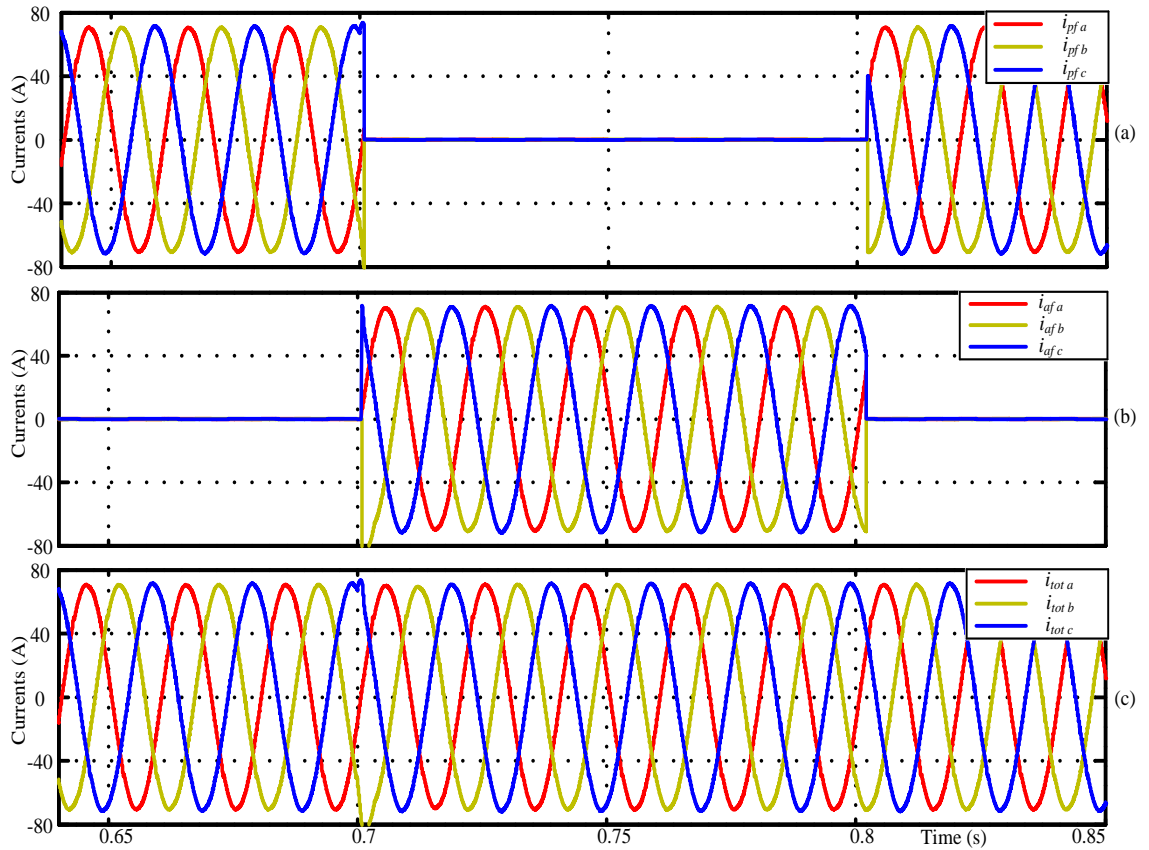 80
40
0
-40
-80
Currents (A)
i_pf a
i_pf b
i_pf c
(a)
80
40
0
-40
-80
Currents (A)
i_af a
i_af b
i_af c
(b)
80
40
0
-40
-80
Currents (A)
i_tot a
i_tot b
i_tot c
(c)
0.65 0.7 0.75 0.8 Time (s) 0.85